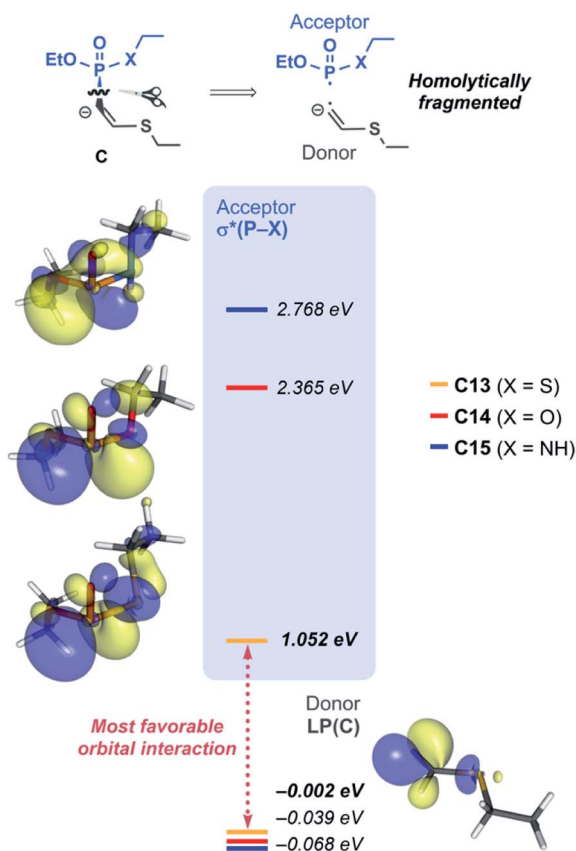 O
EtO
P
X
⊖
S
C
⟹
Acceptor
O
EtO
P
X
⊖
S
Donor
Homolytically
fragmented
Acceptor
σ*(P–X)
2.768 eV
2.365 eV
1.052 eV
C13 (X = S)
C14 (X = O)
C15 (X = NH)
Most favorable
orbital interaction
Donor
LP(C)
–0.002 eV
–0.039 eV
–0.068 eV